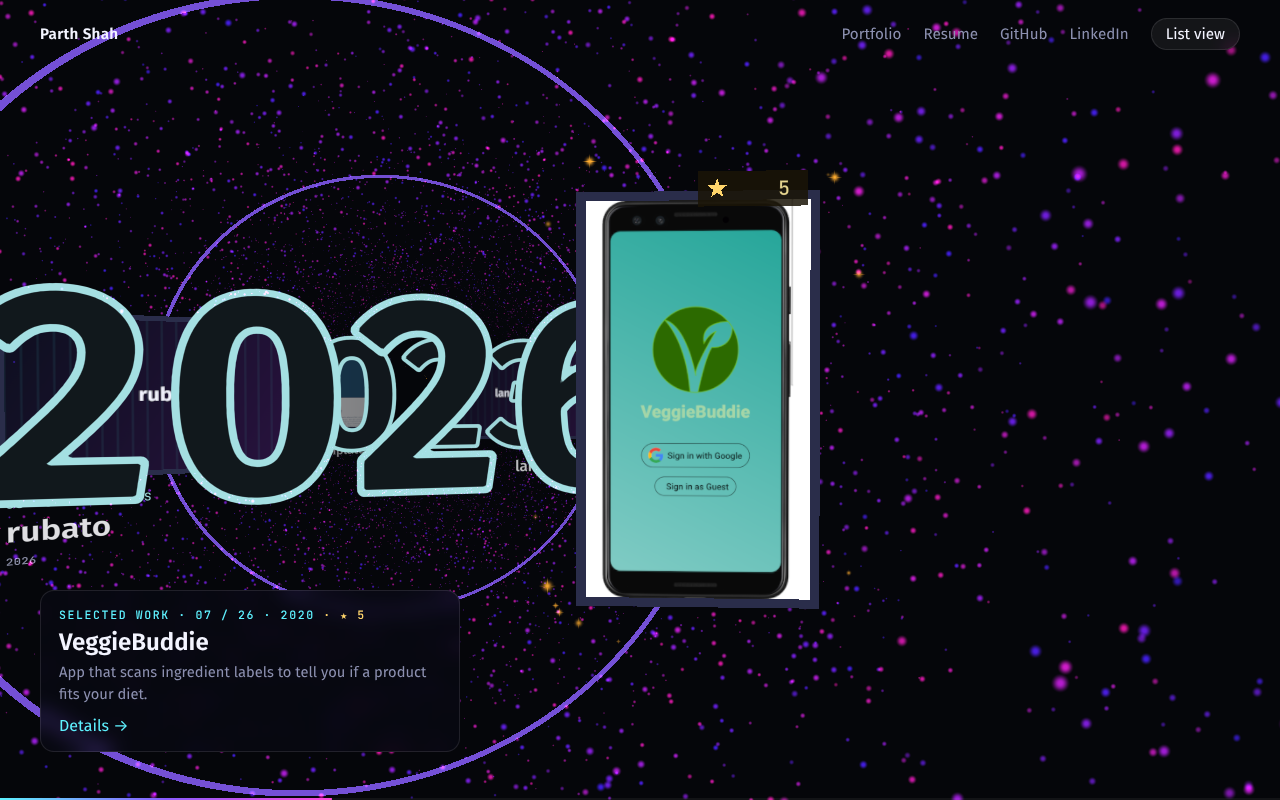 Parth Shah
Portfolio Resume GitHub LinkedIn List view
★ 5
2026
rub
VeggieBuddie
Sign in with Google
Sign in as Guest
rubato
2026
SELECTED WORK · 07 / 26 · 2020 · ★ 5
VeggieBuddie
App that scans ingredient labels to tell you if a product
fits your diet.
Details →